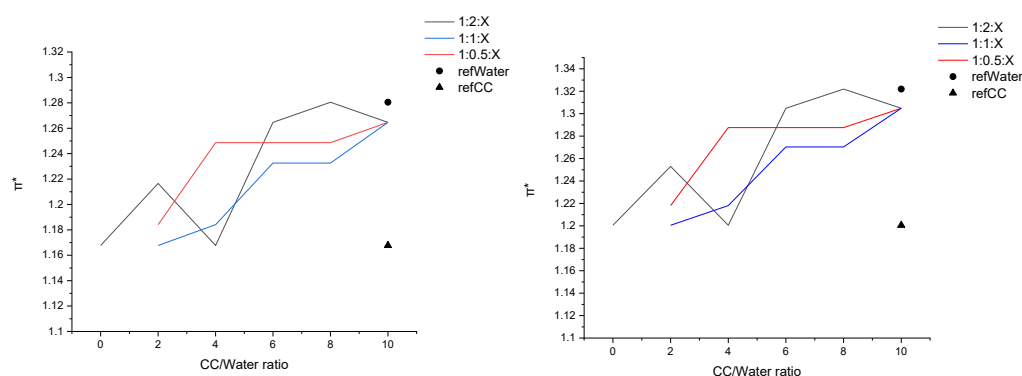 1:2:X
1:1:X
1:0.5:X
refWater
refCC
1.32
1.3
1.28
1.26
1.24
1.22
1.2
1.18
1.16
1.14
1.12
1.1
π*
0 2 4 6 8 10
CC/Water ratio
1:2:X
1:1:X
1:0.5:X
refWater
refCC
1.34
1.32
1.3
1.28
1.26
1.24
1.22
1.2
1.18
1.16
1.14
1.12
1.1
π*
0 2 4 6 8 10
CC/Water ratio